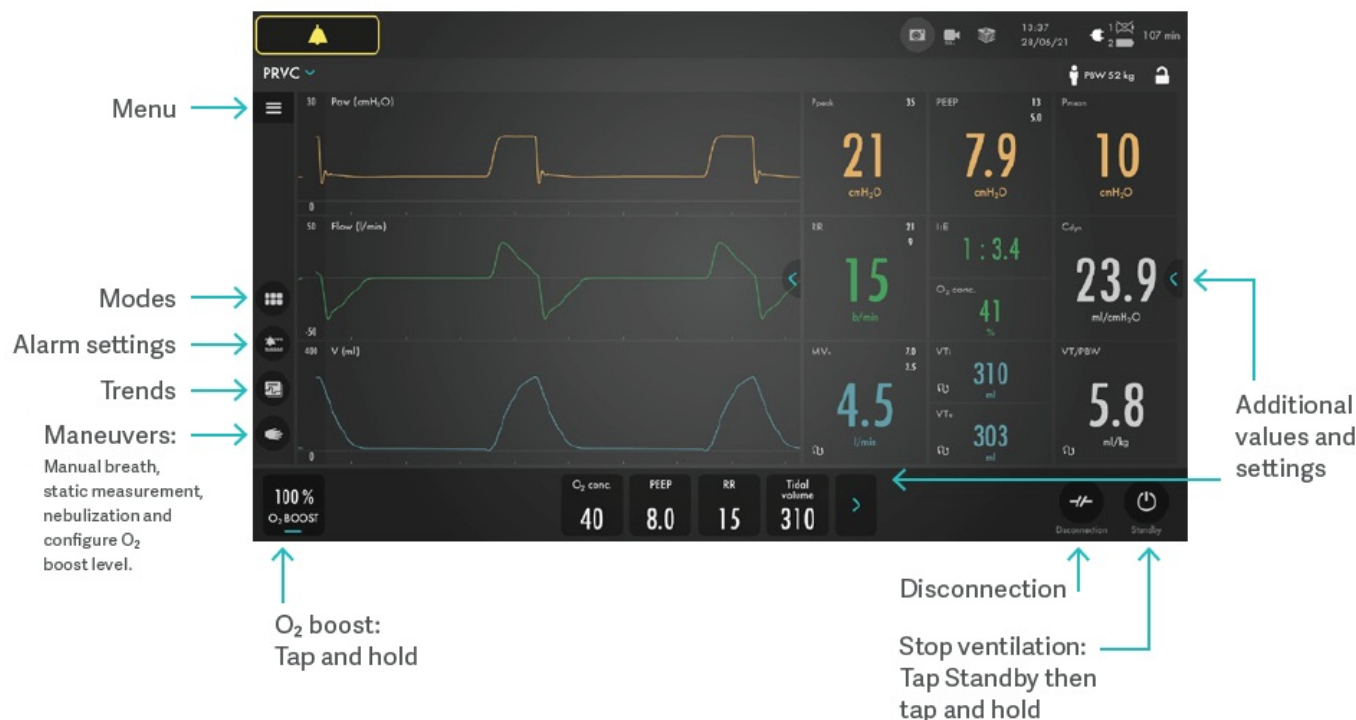 13:37
28/06/21
1
2
107 min
PRVC
PBW 52 kg
Menu
30 Paw (cmH₂O)
0
Ppeak 35
21
cmH₂O
PEEP 13
5.0
7.9
cmH₂O
Pmean
10
cmH₂O
50 Flow (l/min)
-50
RR 21
9
15
b/min
I:E
1 : 3.4
O₂ conc.
41
%
Cdyn
23.9
ml/cmH₂O
400 V (ml)
0
MVe 7.0
4.5
l/min
VTi
310
ml
VTe
303
ml
VT/PBW
5.8
ml/kg
Modes
Alarm settings
Trends
Maneuvers:
Manual breath,
static measurement,
nebulization and
configure O₂
boost level.
Additional
values and
settings
100 %
O₂ BOOST
O₂ conc.
40
PEEP
8.0
RR
15
Tidal
volume
310
Disconnection
Standby
O₂ boost:
Tap and hold
Disconnection
Stop ventilation:
Tap Standby then
tap and hold